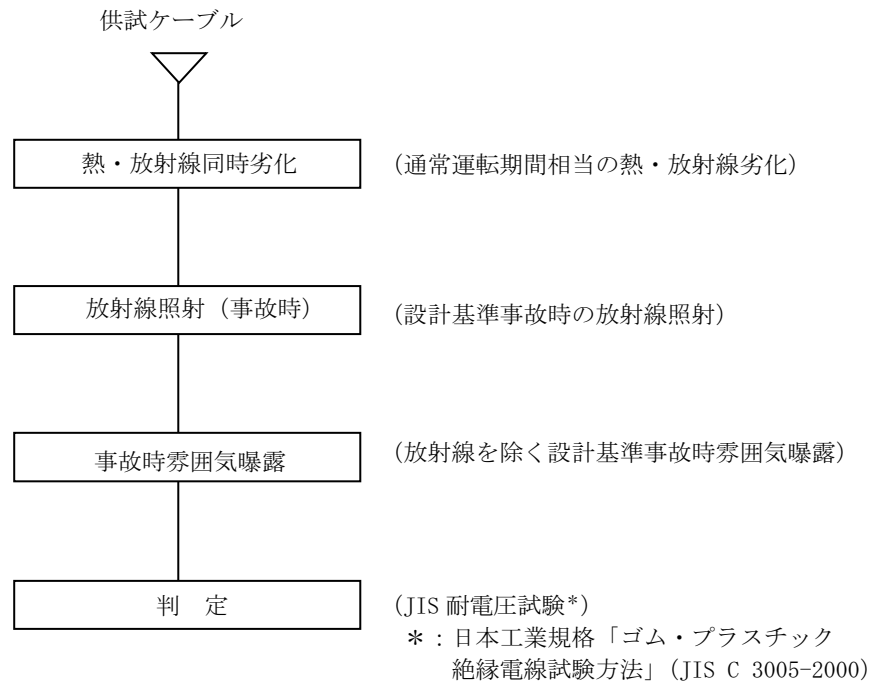 供試ケーブル
熱・放射線同時劣化 (通常運転期間相当の熱・放射線劣化)
放射線照射(事故時) (設計基準事故時の放射線照射)
事故時雰囲気曝露 (放射線を除く設計基準事故時雰囲気曝露)
判 定 (JIS 耐電圧試験*)
*:日本工業規格「ゴム・プラスチック
絶縁電線試験方法」(JIS C 3005-2000)